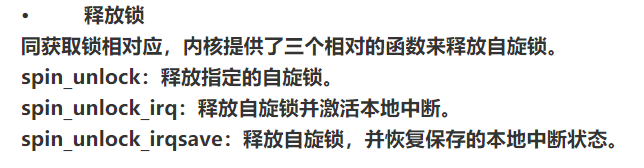 • 释放锁
同获取锁相对应，内核提供了三个相对的函数来释放自旋锁。
spin_unlock：释放指定的自旋锁。
spin_unlock_irq：释放自旋锁并激活本地中断。
spin_unlock_irqsave：释放自旋锁，并恢复保存的本地中断状态。